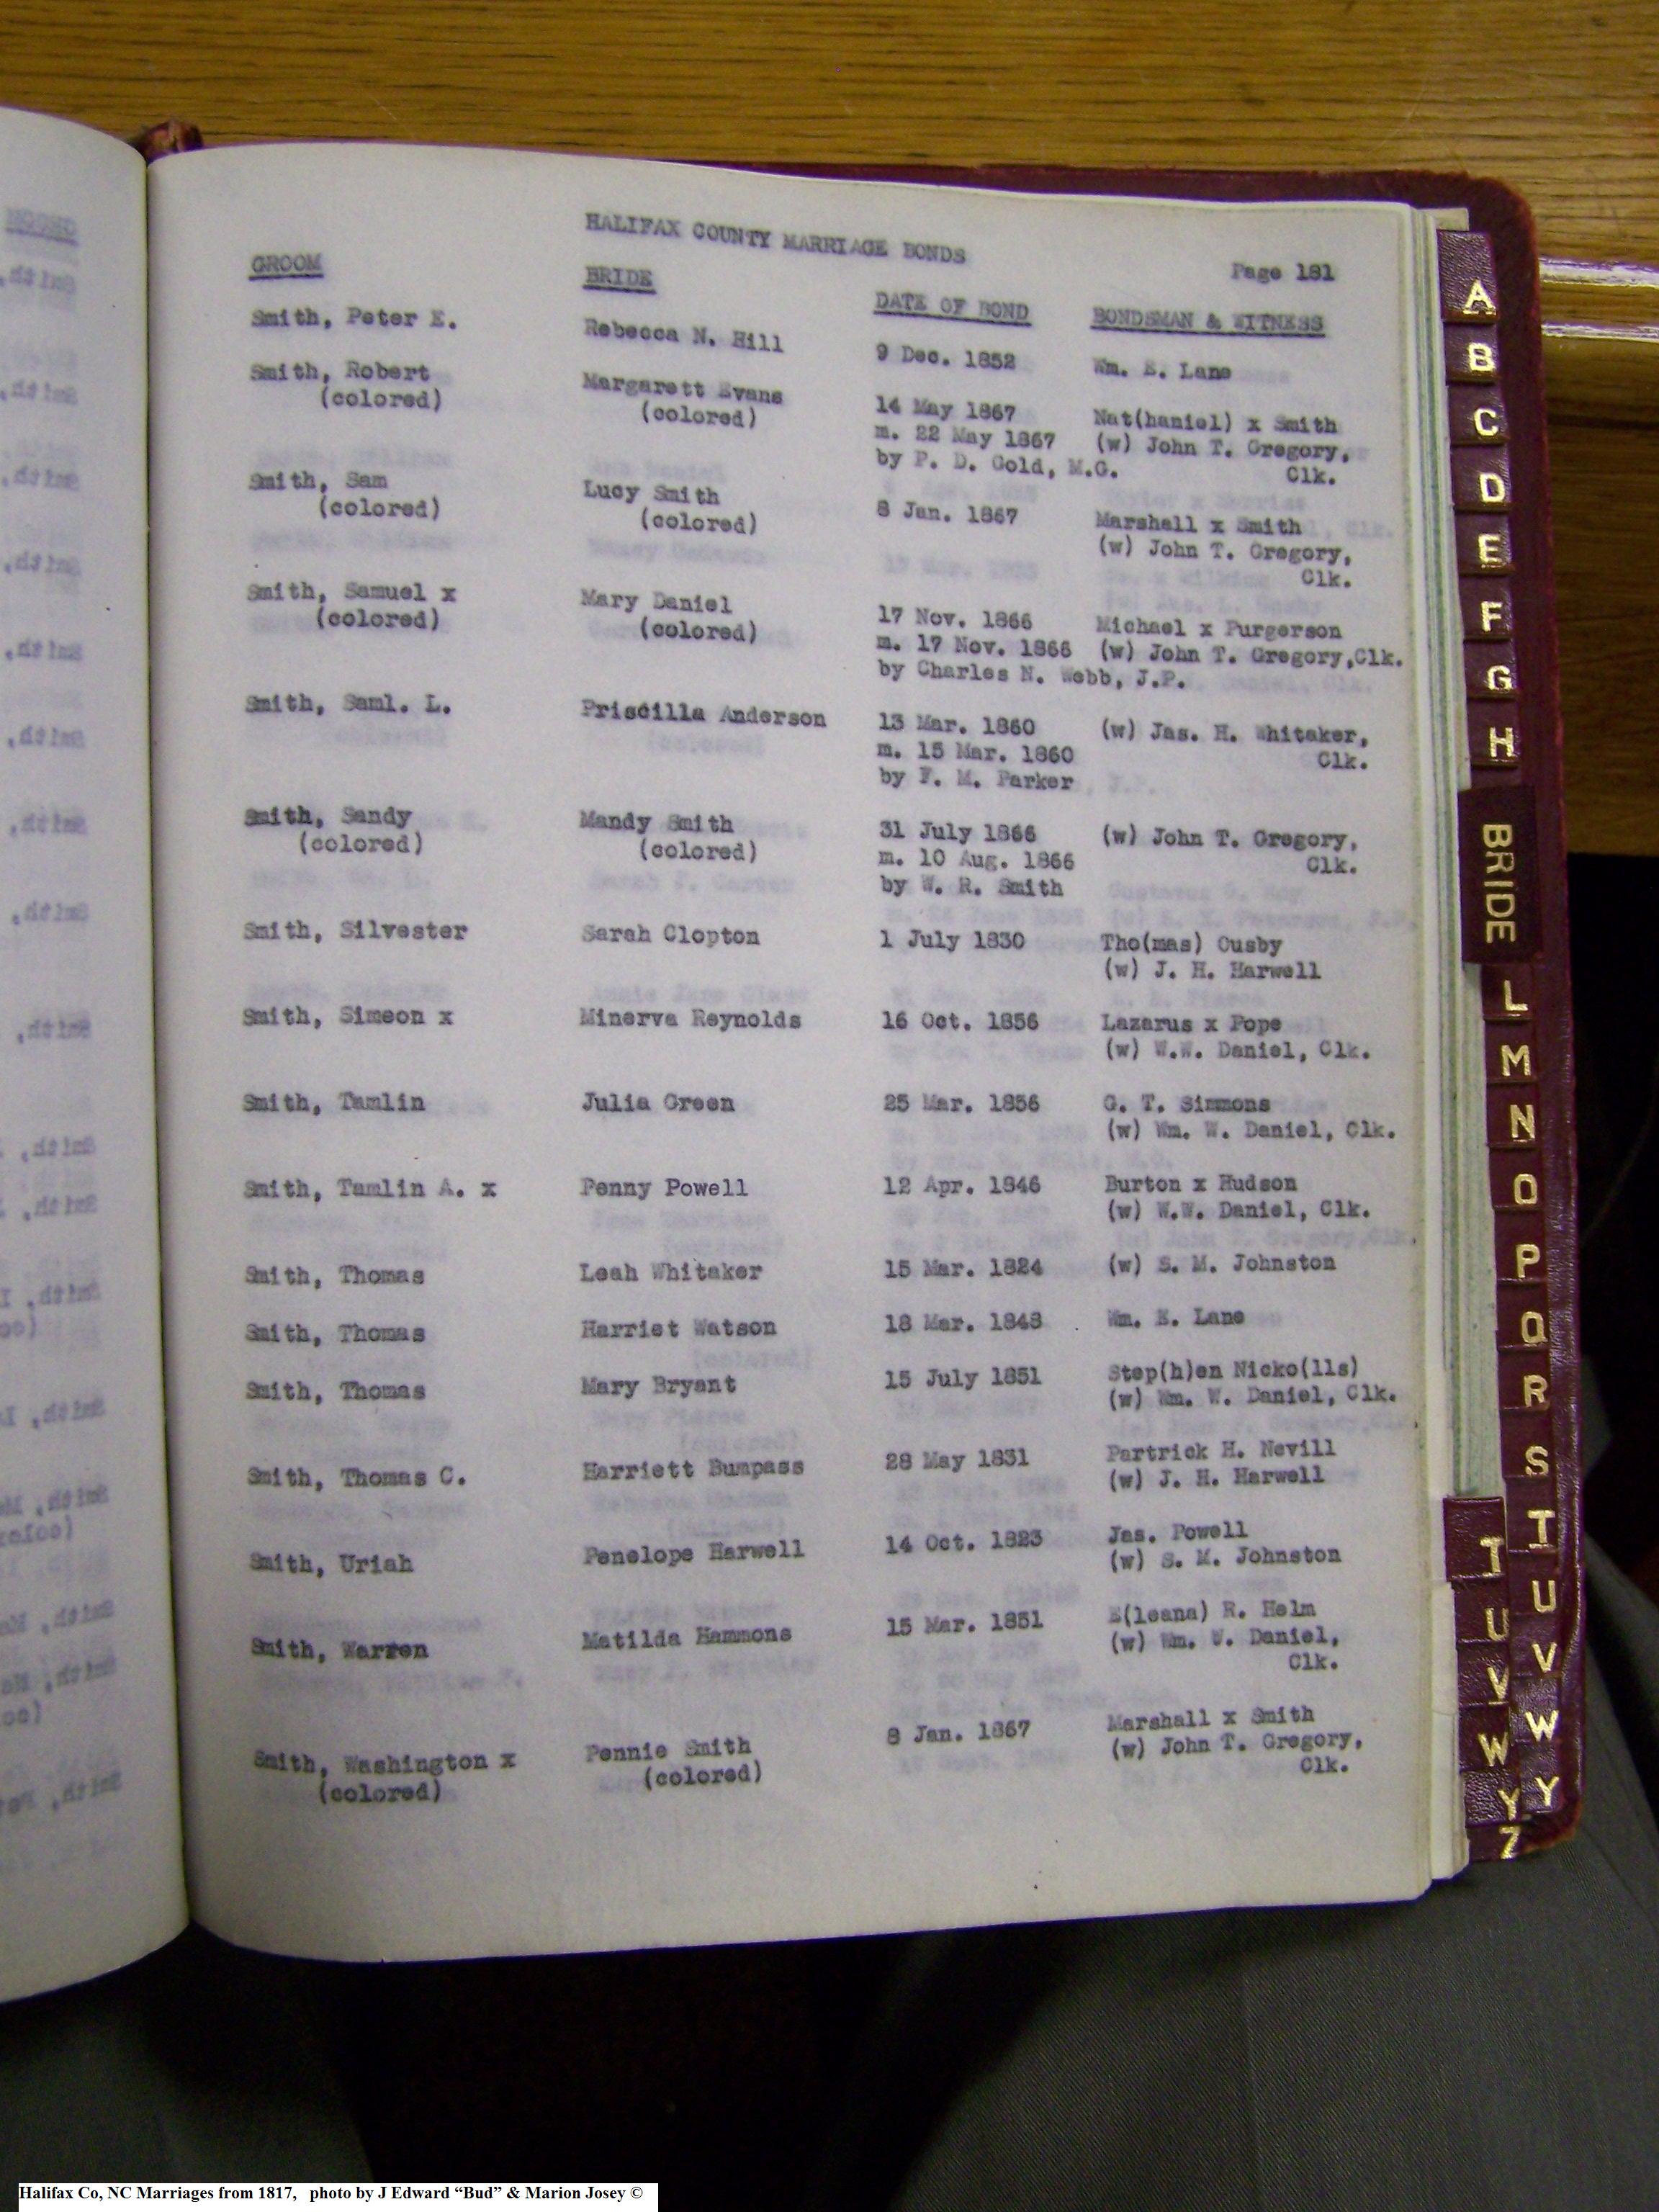 HALIFAX COUNTY MARRIAGE BONDS
Page 181
GROOM BRIDE DATE OF BOND BONDSMAN & WITNESS
Smith, Peter E. Rebecca N. Hill 9 Dec. 1852 Wm. E. Lane
Smith, Robert Margarett Evans 14 May 1867 Nat(haniel) x Smith
(colored) (colored) m. 22 May 1867 (w) John T. Gregory,
by P. D. Gold, M.G. Clk.
Smith, Sam Lucy Smith 8 Jan. 1867 Marshall x Smith
(colored) (colored) (w) John T. Gregory,
Clk.
Smith, Samuel x Mary Daniel 17 Nov. 1866 Michael x Purgerson
(colored) (colored) m. 17 Nov. 1866 (w) John T. Gregory,Clk.
by Charles N. Webb, J.P.
Smith, Saml. L. Priscilla Anderson 13 Mar. 1860 (w) Jas. H. Whitaker,
m. 15 Mar. 1860 Clk.
by F. M. Parker
Smith, Sandy Mandy Smith 31 July 1866 (w) John T. Gregory,
(colored) (colored) m. 10 Aug. 1866 Clk.
by W. R. Smith
Smith, Silvester Sarah Clopton 1 July 1830 Tho(mas) Ousby
(w) J. H. Harwell
Smith, Simeon x Minerva Reynolds 16 Oct. 1856 Lazarus x Pope
(w) W.W. Daniel, Clk.
Smith, Tamlin Julia Green 25 Mar. 1856 G. T. Simmons
(w) Wm. W. Daniel, Clk.
Smith, Tamlin A. x Penny Powell 12 Apr. 1846 Burton x Hudson
(w) W.W. Daniel, Clk.
Smith, Thomas Leah Whitaker 15 Mar. 1824 (w) S. M. Johnston
Smith, Thomas Harriet Watson 18 Mar. 1848 Wm. E. Lane
Smith, Thomas Mary Bryant 15 July 1851 Step(h)en Nicko(lls)
(w) Wm. W. Daniel, Clk.
Smith, Thomas C. Harriett Bumpass 28 May 1831 Partrick H. Nevill
(w) J. H. Harwell
Smith, Uriah Penelope Harwell 14 Oct. 1823 Jas. Powell
(w) S. M. Johnston
Smith, Warren Matilda Hammons 15 Mar. 1851 E(leana) R. Helm
(w) Wm. W. Daniel,
Clk.
Smith, Washington x Pennie Smith 8 Jan. 1867 Marshall x Smith
(colored) (colored) (w) John T. Gregory,
Clk.
A
B
C
D
E
F
G
H
BRIDE
L
M
N
O
P
Q
R
S
T
U
V
W
Y
T
U
V
W
Y
Z
Halifax Co, NC Marriages from 1817, photo by J Edward “Bud” & Marion Josey ©